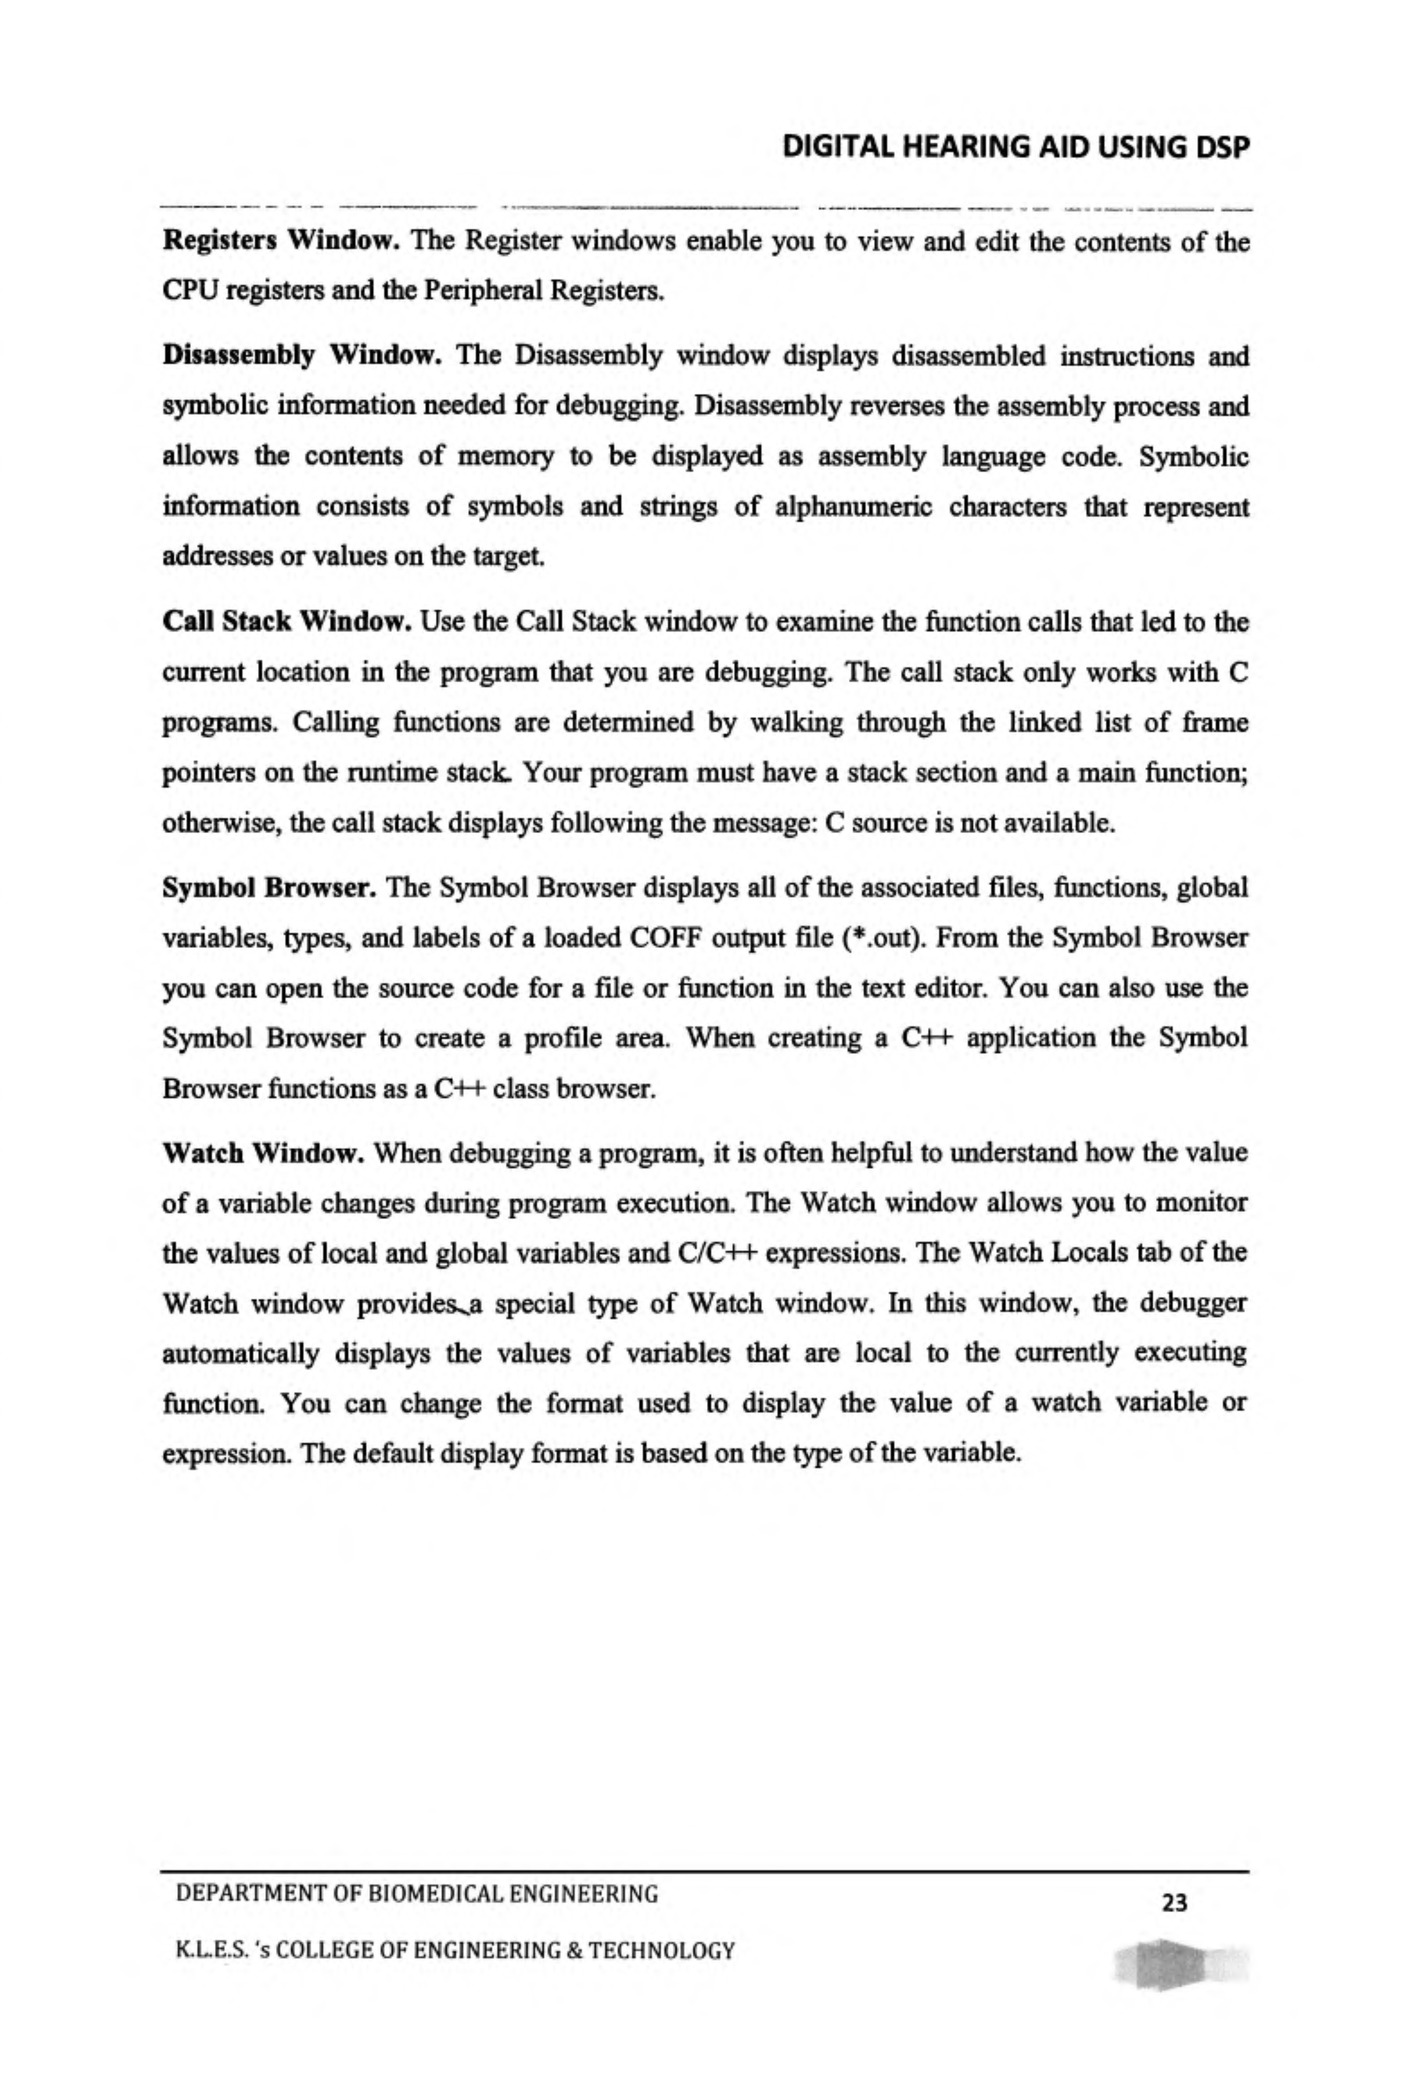 DIGITAL HEARING AID USING DSP
Registers Window. The Register windows enable you to view and edit the contents of the
CPU registers and the Peripheral Registers.
Disassembly Window. The Disassembly window displays disassembled instructions and
symbolic information needed for debugging. Disassembly reverses the assembly process and
allows the contents of memory to be displayed as assembly language code. Symbolic
information consists of symbols and strings of alphanumeric characters that represent
addresses or values on the target.
Call Stack Window. Use the Call Stack window to examine the function calls that led to the
current location in the program that you are debugging. The call stack only works with C
programs. Calling functions are determined by walking through the linked list of frame
pointers on the runtime stack. Your program must have a stack section and a main function;
otherwise, the call stack displays following the message: C source is not available.
Symbol Browser. The Symbol Browser displays all of the associated files, functions, global
variables, types, and labels of a loaded COFF output file (*.out). From the Symbol Browser
you can open the source code for a file or function in the text editor. You can also use the
Symbol Browser to create a profile area. When creating a C++ application the Symbol
Browser functions as a C++ class browser.
Watch Window. When debugging a program, it is often helpful to understand how the value
of a variable changes during program execution. The Watch window allows you to monitor
the values of local and global variables and C/C++ expressions. The Watch Locals tab of the
Watch window provides a special type of Watch window. In this window, the debugger
automatically displays the values of variables that are local to the currently executing
function. You can change the format used to display the value of a watch variable or
expression. The default display format is based on the type of the variable.
DEPARTMENT OF BIOMEDICAL ENGINEERING
23
K.L.E.S. 's COLLEGE OF ENGINEERING & TECHNOLOGY